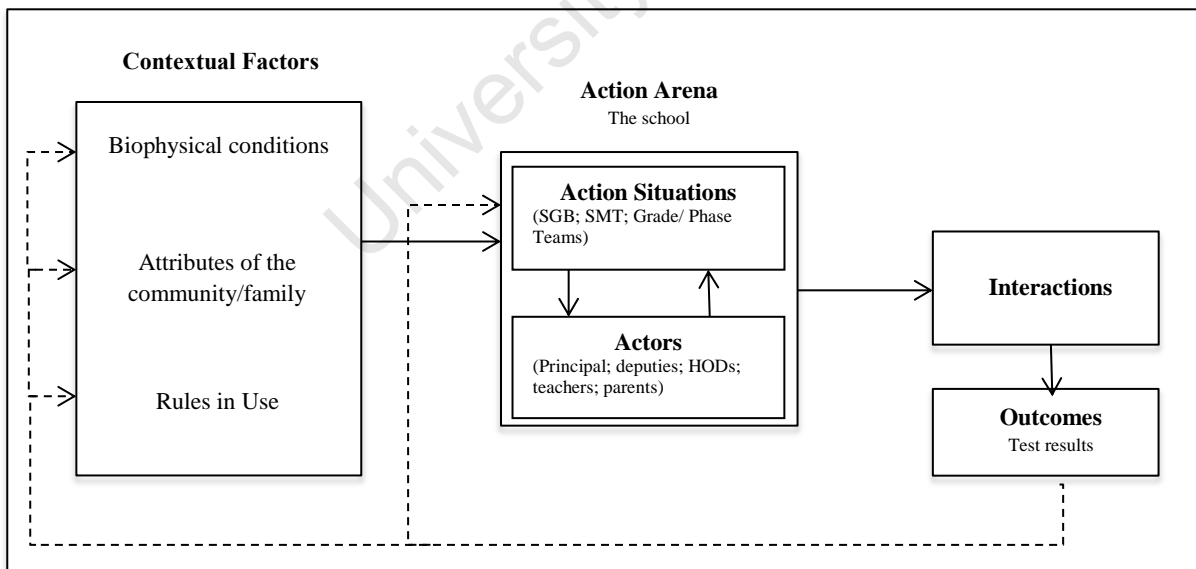 University
Contextual Factors
Biophysical conditions
Attributes of the
community/family
Rules in Use
Action Arena
The school
Action Situations
(SGB; SMT; Grade/ Phase
Teams)
Actors
(Principal; deputies; HODs;
teachers; parents)
Interactions
Outcomes
Test results